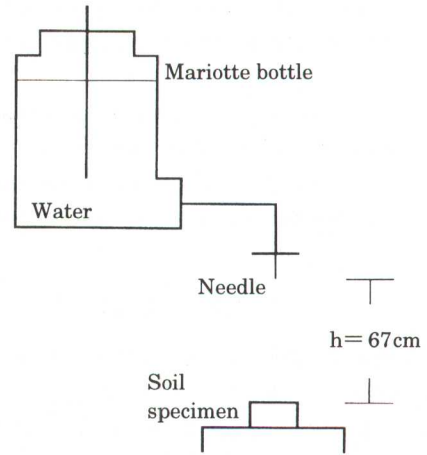 Mariotte bottle
Water
Needle
h= 67cm
Soil
specimen